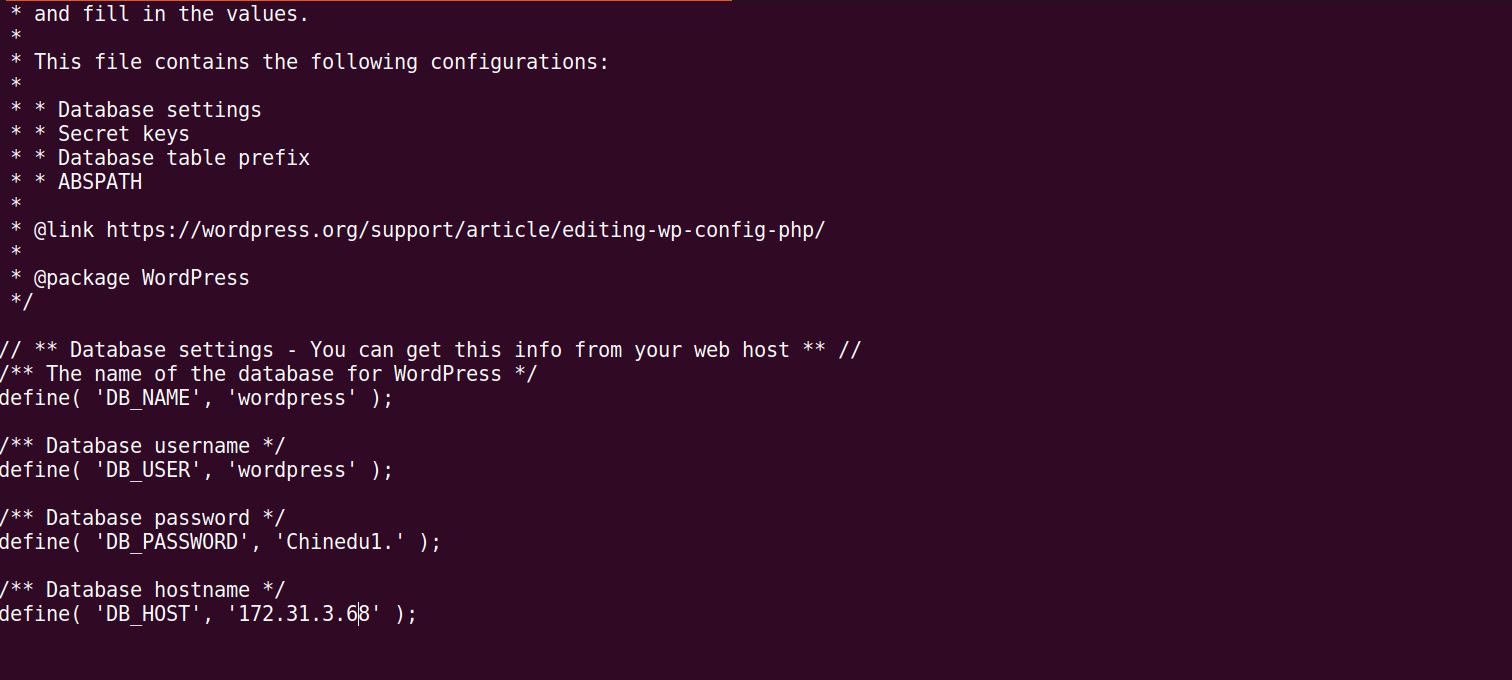 * and fill in the values.
*
* This file contains the following configurations:
*
* * Database settings
* * Secret keys
* * Database table prefix
* * ABSPATH
*
* @link https://wordpress.org/support/article/editing-wp-config-php/
*
* @package WordPress
*/
// ** Database settings - You can get this info from your web host ** //
/** The name of the database for WordPress */
define( 'DB_NAME', 'wordpress' );
/** Database username */
define( 'DB_USER', 'wordpress' );
/** Database password */
define( 'DB_PASSWORD', 'Chinedu1.' );
/** Database hostname */
define( 'DB_HOST', '172.31.3.68' );